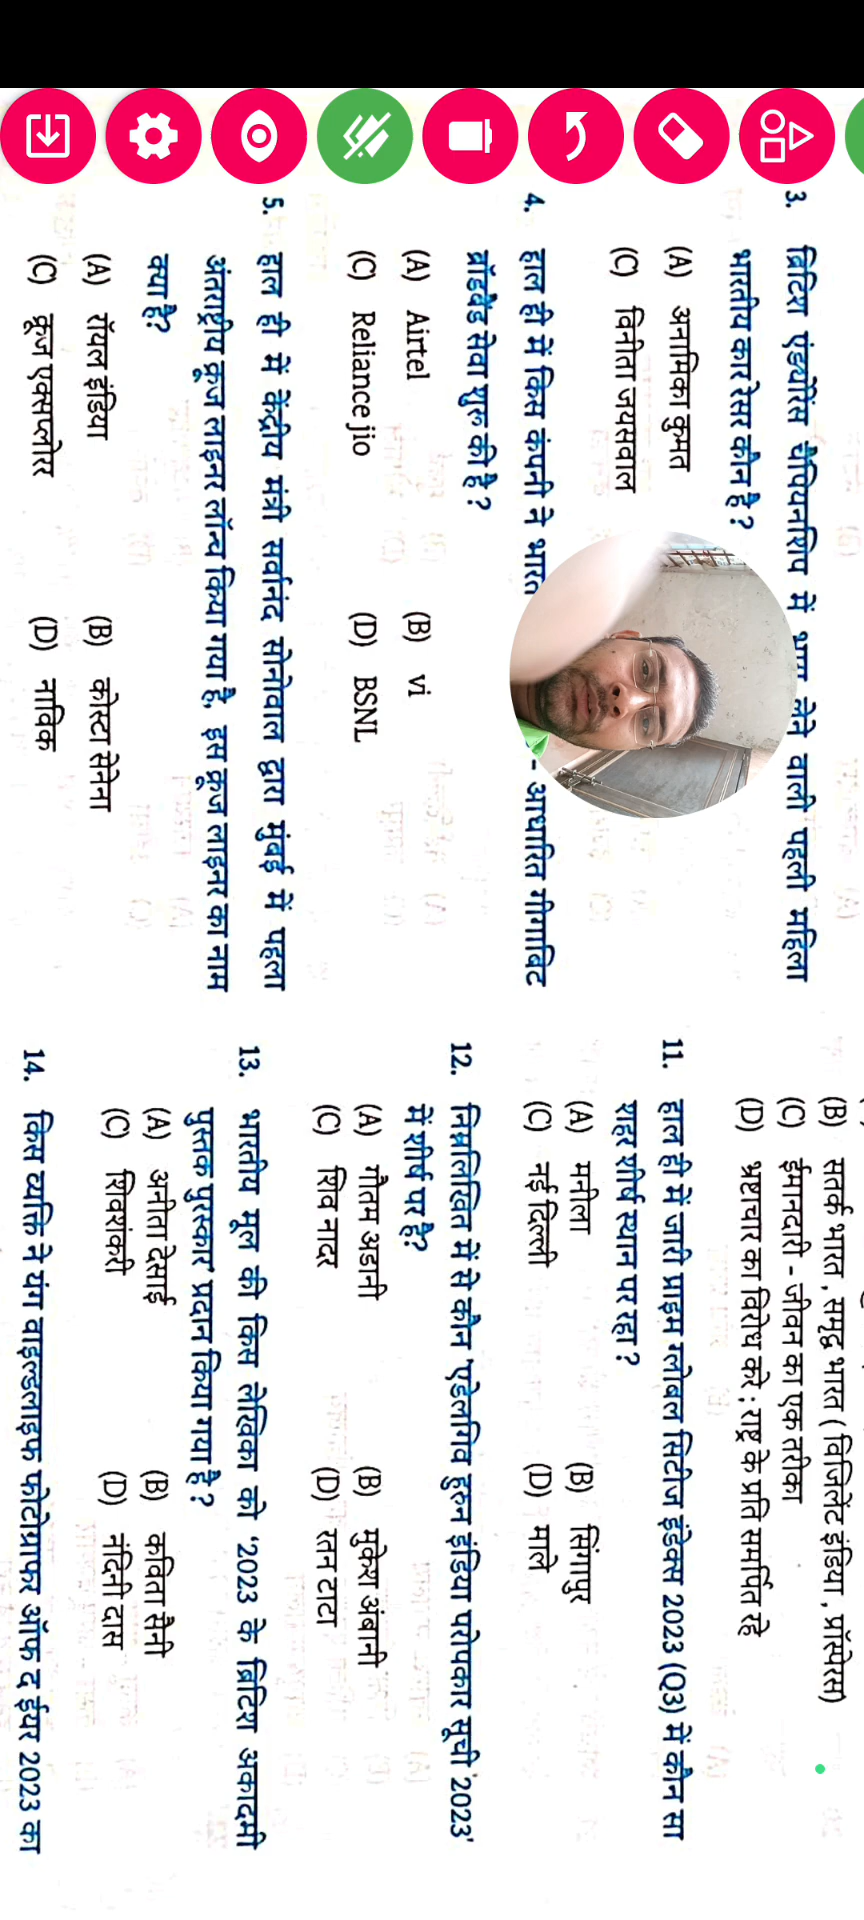 3. ब्रिटिश एंड्योरेंस चैंपियनशिप में भाग लेने वाली पहली महिला
भारतीय कार रेसर कौन है ?
(A) अनामिका कुमत
(C) विनीता जयसवाल
4. हाल ही में किस कंपनी ने भारत - आधारित गीगाबिट
ब्रॉडबैंड सेवा शुरू की है ?
(A) Airtel (B) vi
(C) Reliance jio (D) BSNL
5. हाल ही में केंद्रीय मंत्री सर्वानंद सोनोवाल द्वारा मुंबई में पहला
अंतराष्ट्रीय क्रूज लाइनर लॉन्च किया गया है, इस क्रूज लाइनर का नाम
क्या है?
(A) रॉयल इंडिया (B) कोस्टा सेरेना
(C) क्रूज एक्सप्लोरर (D) नाविक
(B) सतर्क भारत , समृद्ध भारत ( विजिलेंट इंडिया , प्रॉस्पेरस)
(C) ईमानदारी - जीवन का एक तरीका
(D) भ्रष्टाचार का विरोध करे ; राष्ट्र के प्रति समर्पित रहे
11. हाल ही में जारी प्राइम ग्लोबल सिटीज इंडेक्स 2023 (Q3) में कौन सा
शहर शीर्ष स्थान पर रहा ?
(A) मनीला (B) सिंगापुर
(C) नई दिल्ली (D) माले
12. निम्नलिखित में से कौन 'एडेलगिव हुरुन इंडिया परोपकार सूची 2023'
में शीर्ष पर है?
(A) गौतम अडानी (B) मुकेश अंबानी
(C) शिव नादर (D) रतन टाटा
13. भारतीय मूल की किस लेखिका को '2023 के ब्रिटिश अकादमी
पुस्तक पुरस्कार' प्रदान किया गया है ?
(A) अनीता देसाई (B) कविता सैनी
(C) शिवशंकरी (D) नंदिनी दास
14. किस व्यक्ति ने यंग वाइल्डलाइफ फोटोग्राफर ऑफ द ईयर 2023 का